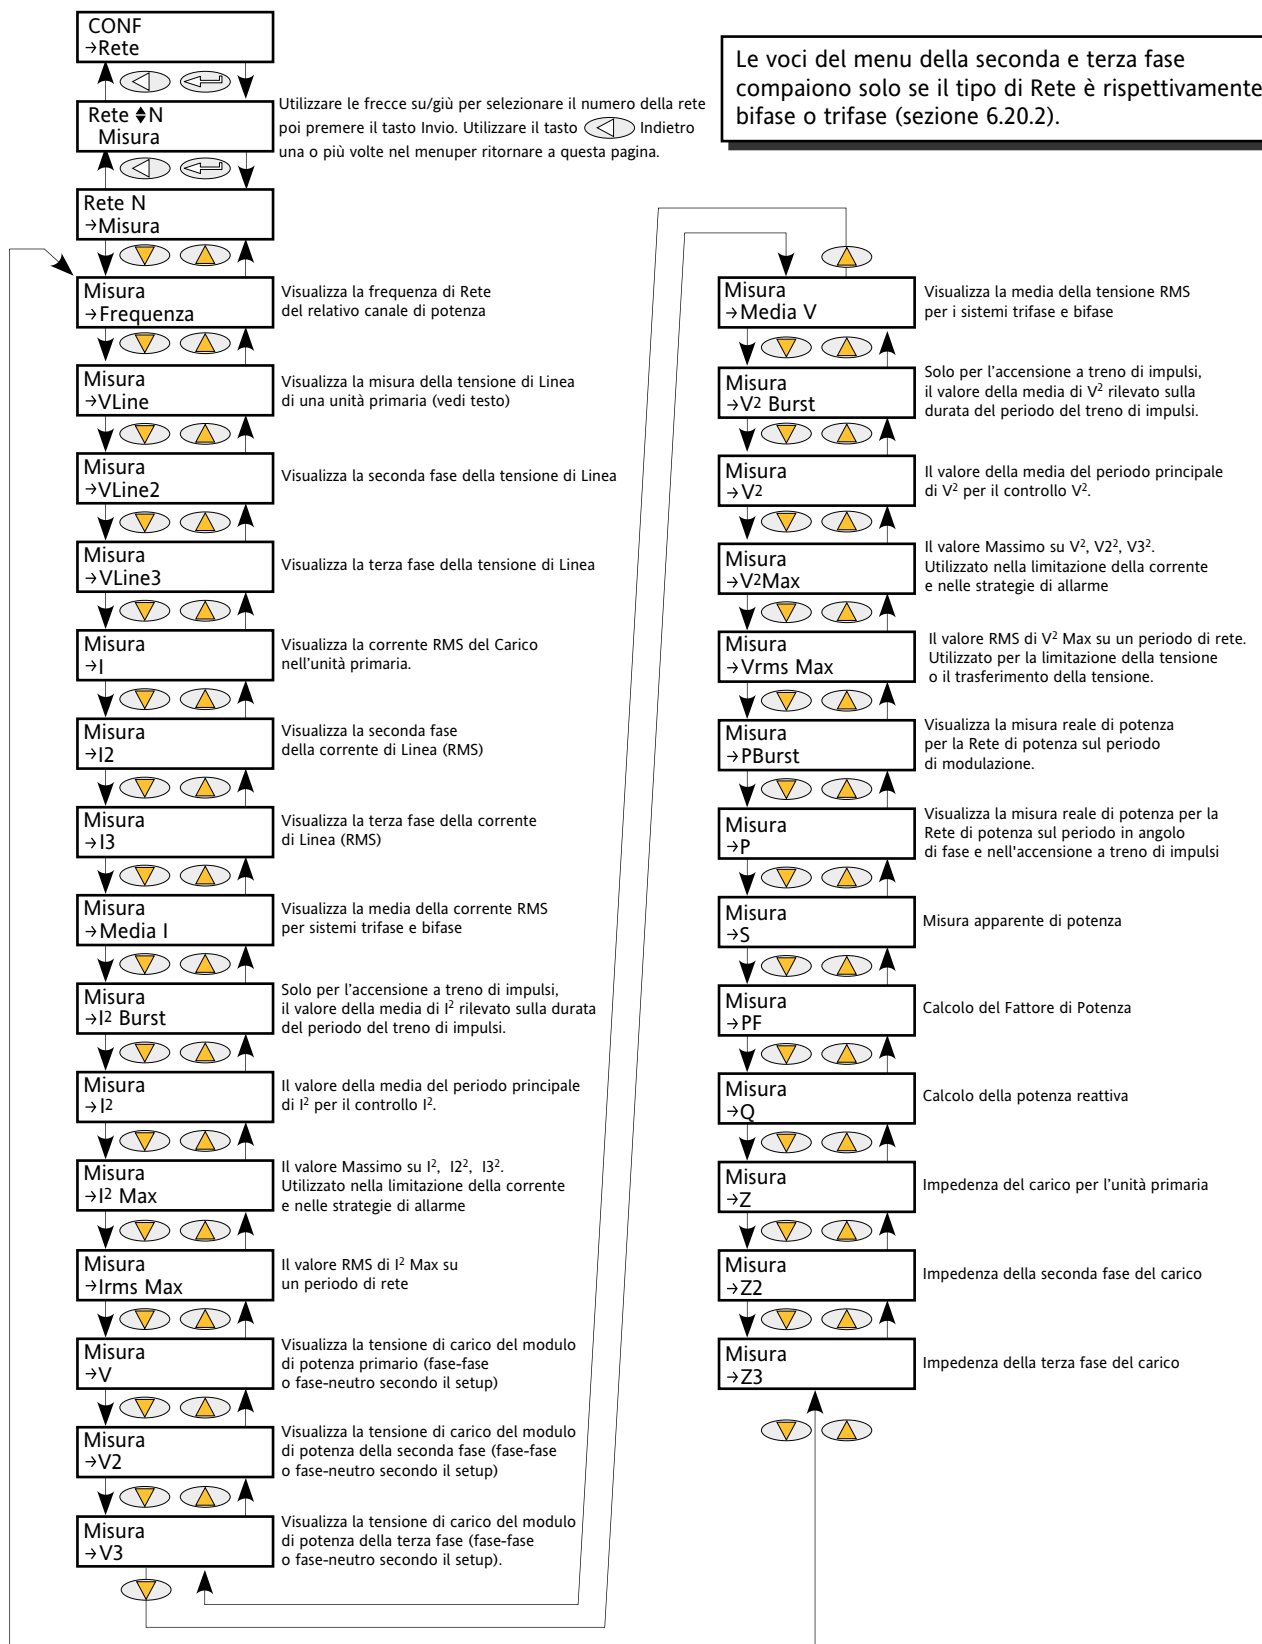 CONF
→Rete
Rete ♦N
Misura
Utilizzare le frecce su/giù per selezionare il numero della rete
poi premere il tasto Invio. Utilizzare il tasto Indietro
una o più volte nel menuper ritornare a questa pagina.
Le voci del menu della seconda e terza fase
compaiono solo se il tipo di Rete è rispettivamente
bifase o trifase (sezione 6.20.2).
Rete N
→Misura
Misura
→Frequenza
Visualizza la frequenza di Rete
del relativo canale di potenza
Misura
→VLine
Visualizza la misura della tensione di Linea
di una unità primaria (vedi testo)
Misura
→VLine2
Visualizza la seconda fase della tensione di Linea
Misura
→VLine3
Visualizza la terza fase della tensione di Linea
Misura
→I
Visualizza la corrente RMS del Carico
nell'unità primaria.
Misura
→I2
Visualizza la seconda fase
della corrente di Linea (RMS)
Misura
→I3
Visualizza la terza fase della corrente
di Linea (RMS)
Misura
→Media I
Visualizza la media della corrente RMS
per sistemi trifase e bifase
Misura
→I² Burst
Solo per l'accensione a treno di impulsi,
il valore della media di I² rilevato sulla durata
del periodo del treno di impulsi.
Misura
→I²
Il valore della media del periodo principale
di I² per il controllo I².
Misura
→I² Max
Il valore Massimo su I², I2², I3².
Utilizzato nella limitazione della corrente
e nelle strategie di allarme
Misura
→Irms Max
Il valore RMS di I² Max su
un periodo di rete
Misura
→V
Visualizza la tensione di carico del modulo
di potenza primario (fase-fase
o fase-neutro secondo il setup)
Misura
→V2
Visualizza la tensione di carico del modulo
di potenza della seconda fase (fase-fase
o fase-neutro secondo il setup)
Misura
→V3
Visualizza la tensione di carico del modulo
di potenza della terza fase (fase-fase
o fase-neutro secondo il setup).
Misura
→Media V
Visualizza la media della tensione RMS
per i sistemi trifase e bifase
Misura
→V² Burst
Solo per l'accensione a treno di impulsi,
il valore della media di V² rilevato sulla
durata del periodo del treno di impulsi.
Misura
→V²
Il valore della media del periodo principale
di V² per il controllo V².
Misura
→V²Max
Il valore Massimo su V², V2², V3².
Utilizzato nella limitazione della corrente
e nelle strategie di allarme
Misura
→Vrms Max
Il valore RMS di V² Max su un periodo di rete.
Utilizzato per la limitazione della tensione
o il trasferimento della tensione.
Misura
→PBurst
Visualizza la misura reale di potenza
per la Rete di potenza sul periodo
di modulazione.
Misura
→P
Visualizza la misura reale di potenza per la
Rete di potenza sul periodo in angolo
di fase e nell'accensione a treno di impulsi
Misura
→S
Misura apparente di potenza
Misura
→PF
Calcolo del Fattore di Potenza
Misura
→Q
Calcolo della potenza reattiva
Misura
→Z
Impedenza del carico per l'unità primaria
Misura
→Z2
Impedenza della seconda fase del carico
Misura
→Z3
Impedenza della terza fase del carico